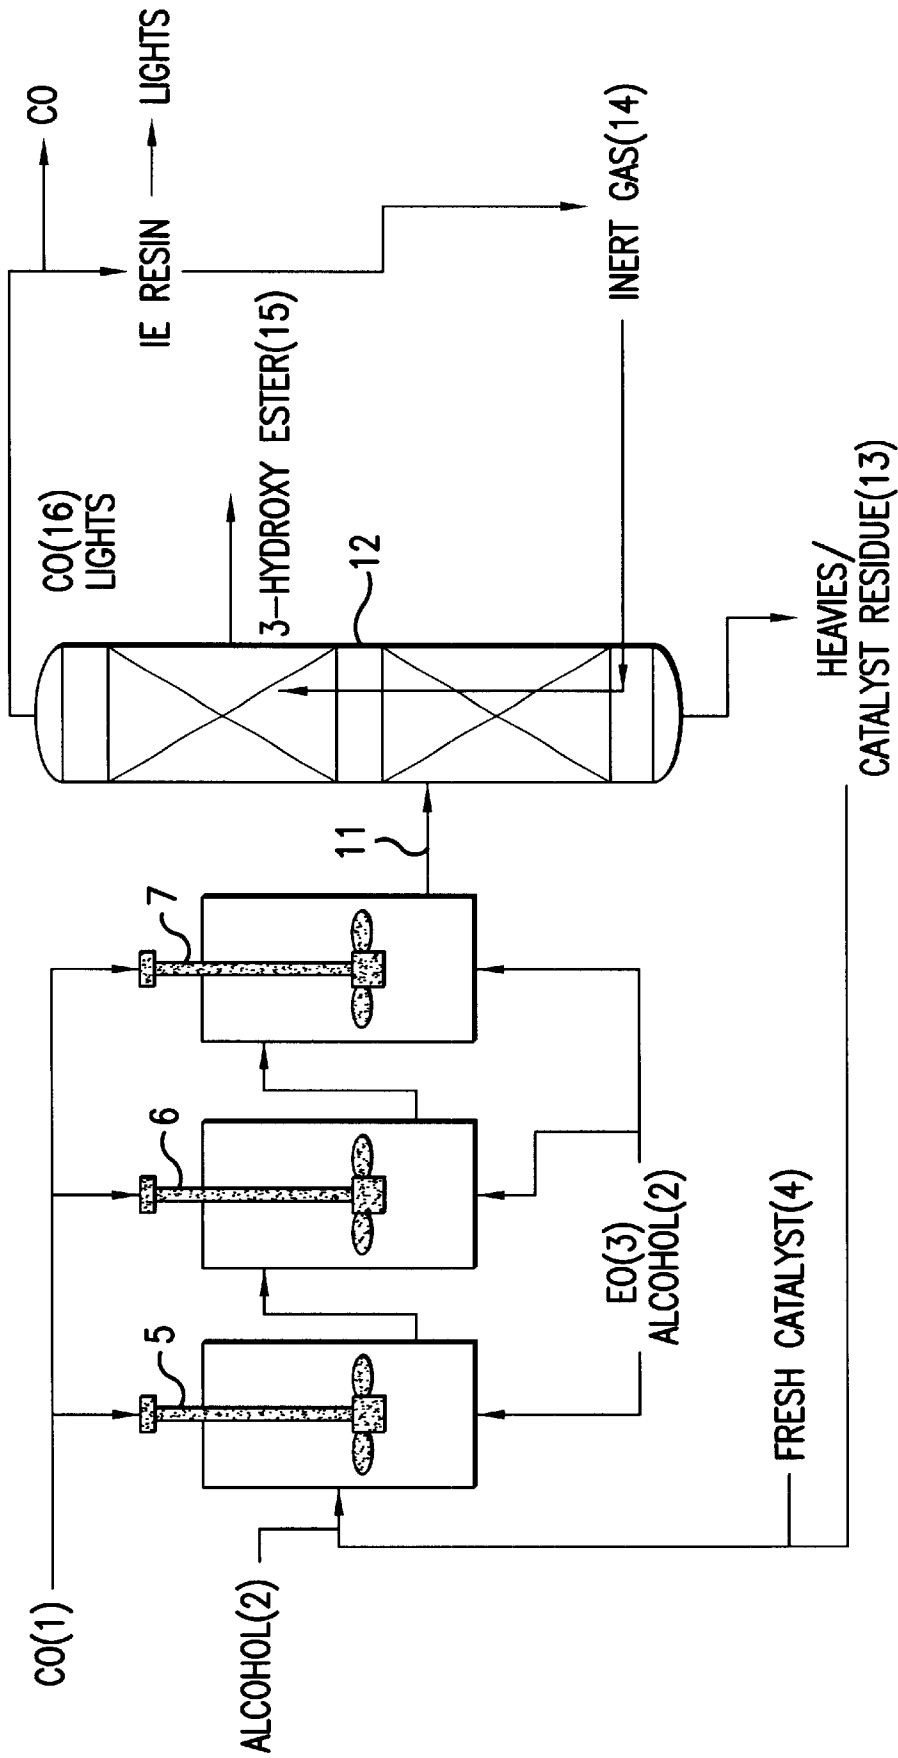 CO(1)
ALCOHOL(2)
5
6
7
EO(3)
ALCOHOL(2)
FRESH CATALYST(4)
11
12
CO(16)
LIGHTS
CO
IE RESIN
LIGHTS
3-HYDROXY ESTER(15)
INERT GAS(14)
HEAVIES/
CATALYST RESIDUE(13)